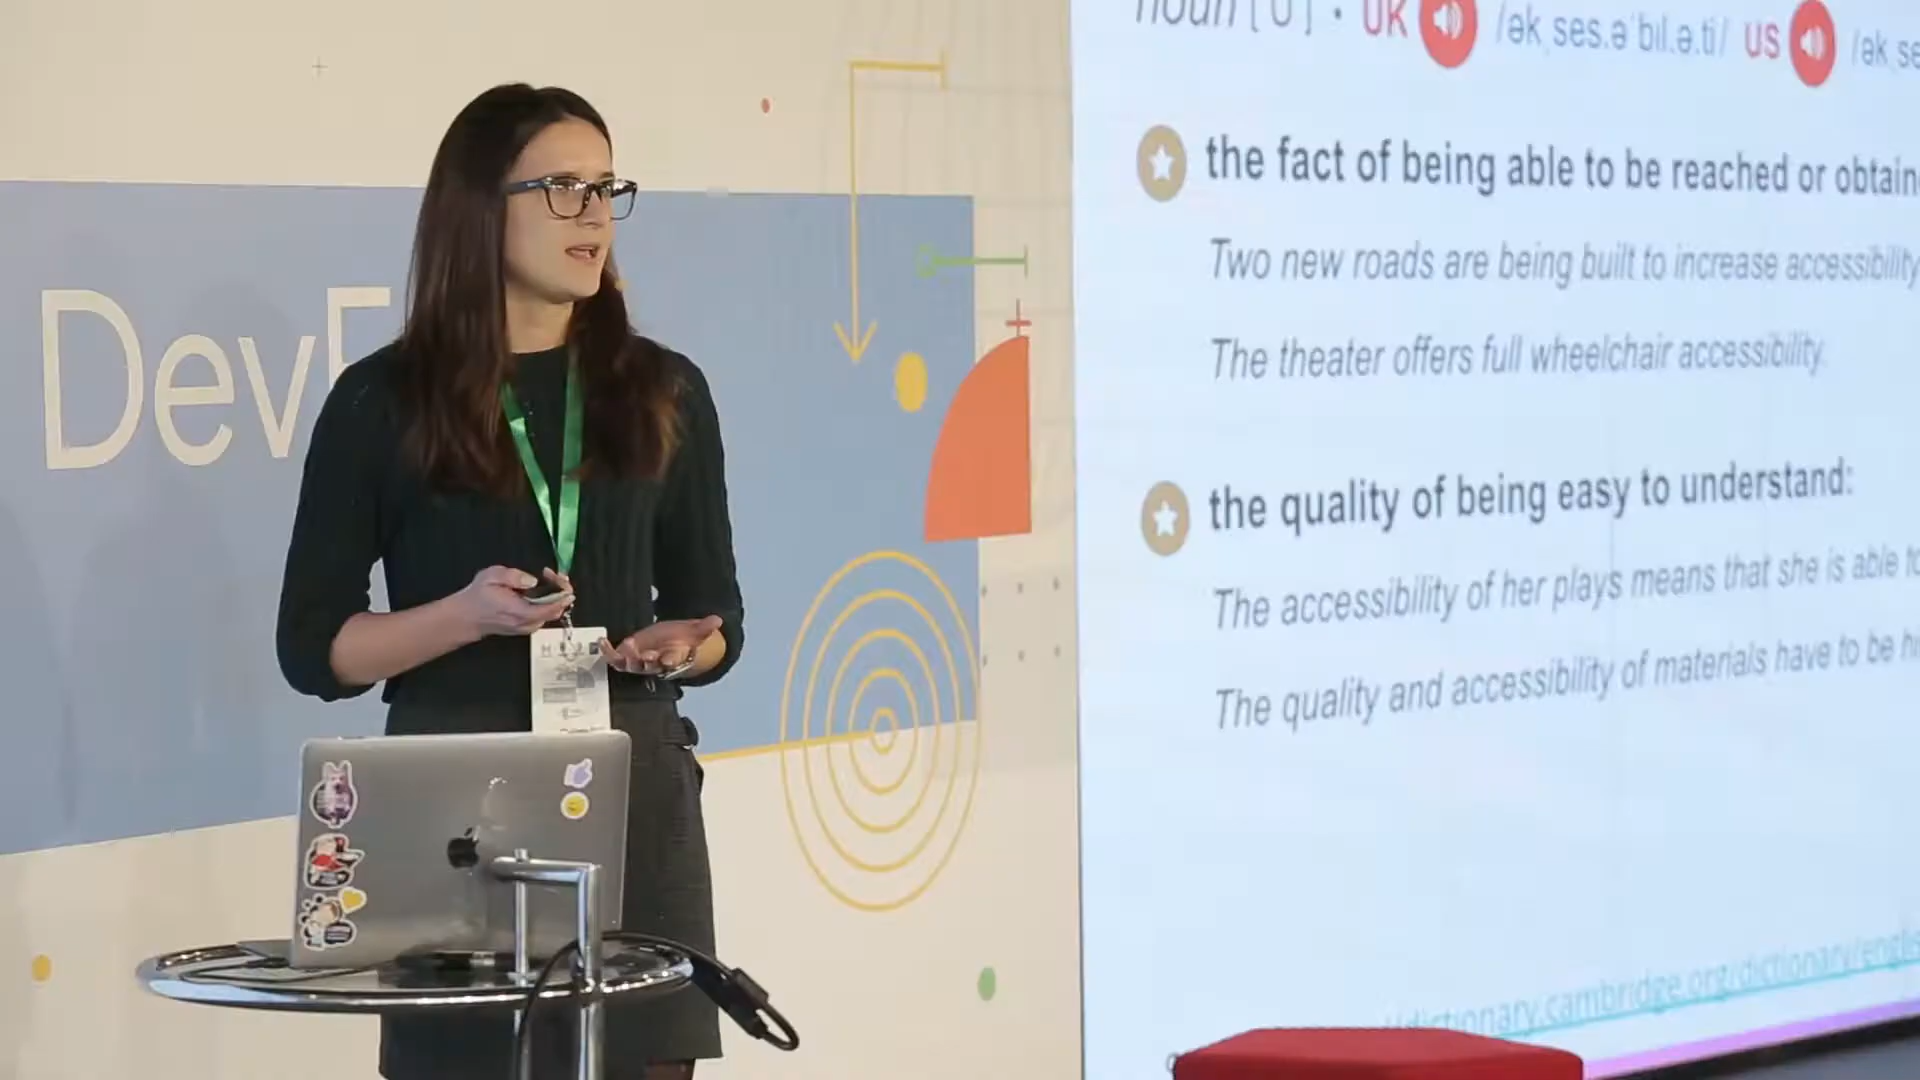 DevF
noun [ U ] • UK /əkˌses.əˈbɪl.ə.ti/ US /əkˌse
the fact of being able to be reached or obtaine
Two new roads are being built to increase accessibility
The theater offers full wheelchair accessibility.
the quality of being easy to understand:
The accessibility of her plays means that she is able to
The quality and accessibility of materials have to be hi
//dictionary.cambridge.org/dictionary/englis